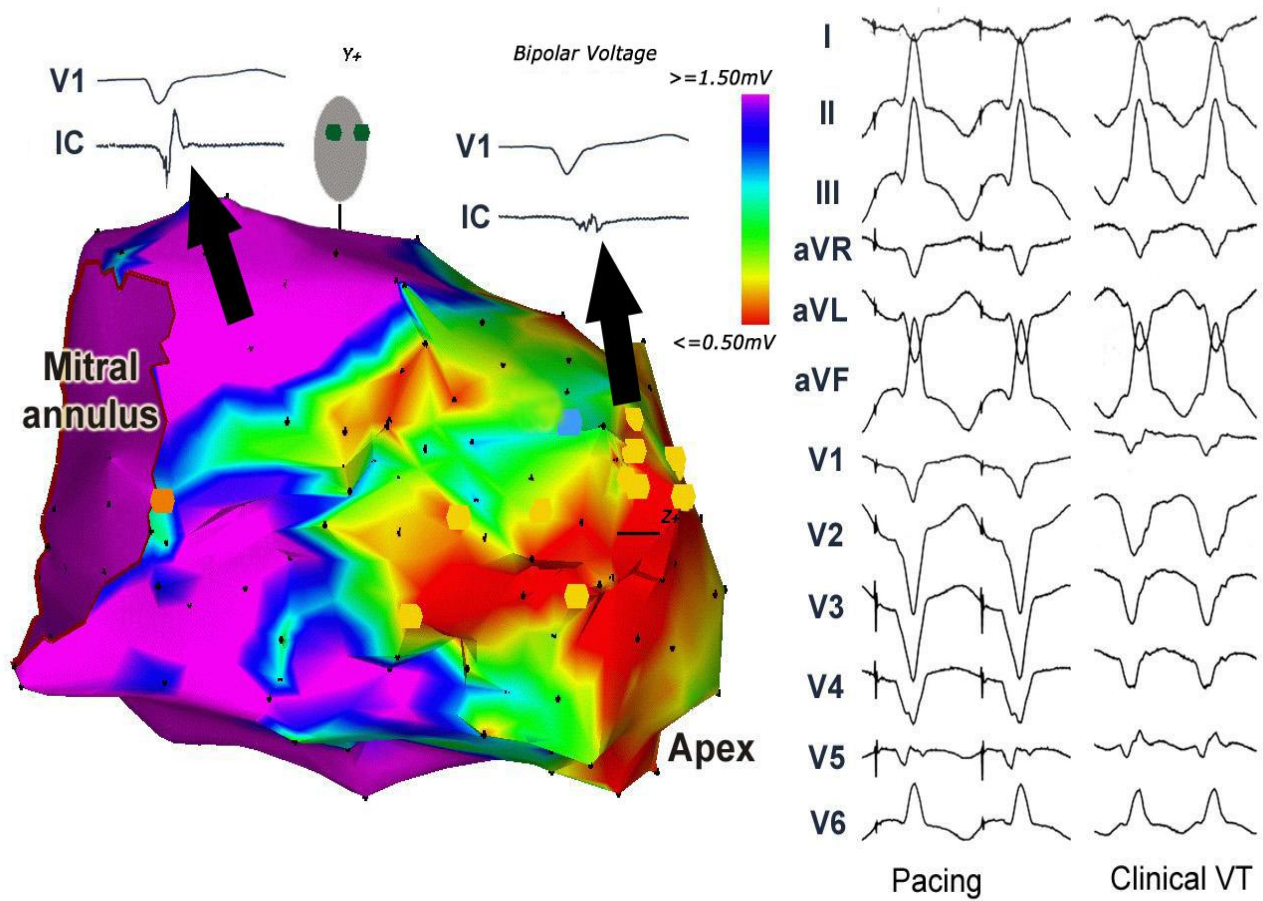 V1
IC
Y+
Bipolar Voltage
>=1.50mV
V1
IC
<=0.50mV
Mitral
annulus
Z+
Apex
I
II
III
aVR
aVL
aVF
V1
V2
V3
V4
V5
V6
Pacing
Clinical VT